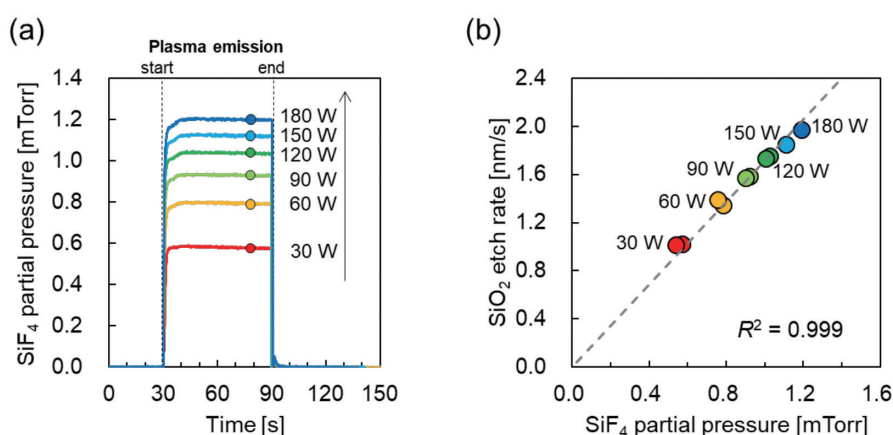 (a)
Plasma emission
start end
SiF4 partial pressure [mTorr]
1.4
1.2
1.0
0.8
0.6
0.4
0.2
0.0
180 W
150 W
120 W
90 W
60 W
30 W
0 30 60 90 120 150
Time [s]
(b)
SiO2 etch rate [nm/s]
2.4
2.0
1.6
1.2
0.8
0.4
0.0
150 W 180 W
90 W 120 W
60 W
30 W
R² = 0.999
0.0 0.4 0.8 1.2 1.6
SiF4 partial pressure [mTorr]